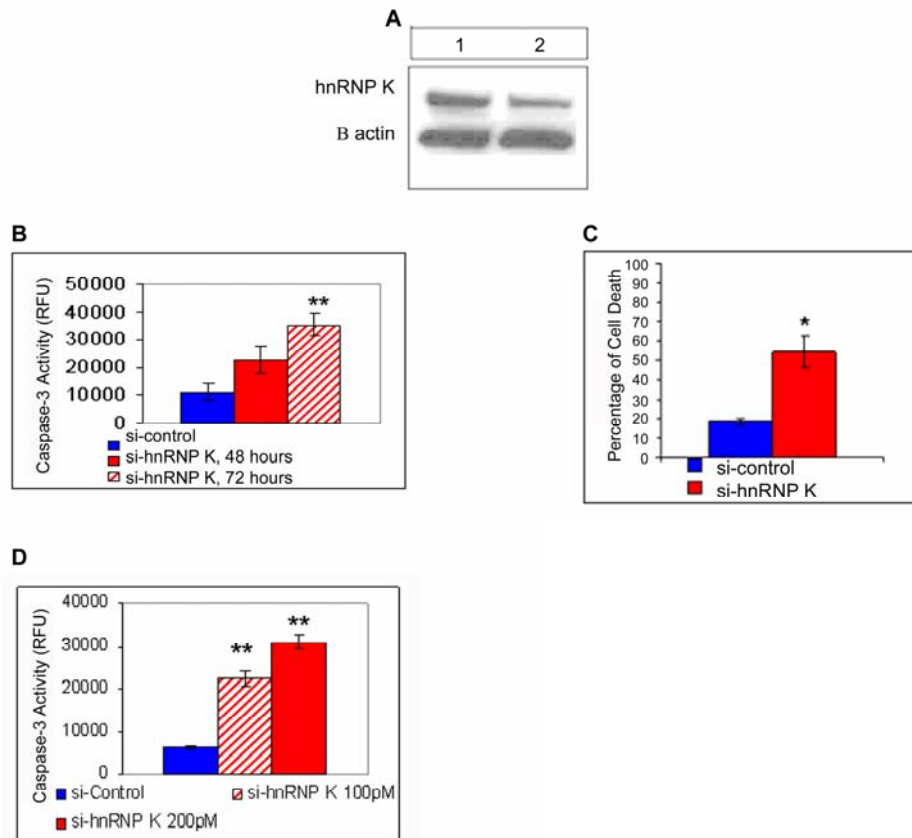 A
1 2
hnRNP K
B actin
B
Caspase-3 Activity (RFU)
50000
40000
30000
20000
10000
0
**
si-control
si-hnRNP K, 48 hours
si-hnRNP K, 72 hours
C
Percentage of Cell Death
100
90
80
70
60
50
40
30
20
10
0
*
si-control
si-hnRNP K
D
Caspase-3 Activity (RFU)
40000
30000
20000
10000
0
**
**
si-Control
si-hnRNP K 100pM
si-hnRNP K 200pM